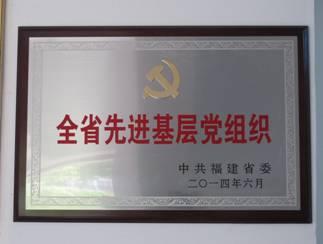 全省先进基层党组织
中共福建省委
二〇一四年六月